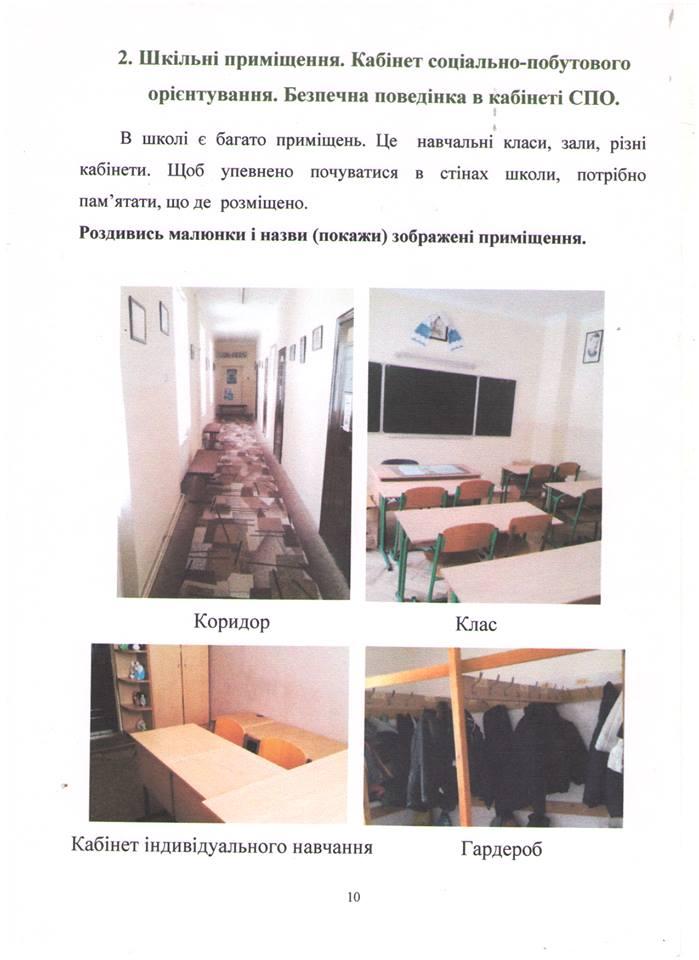 2. Шкільні приміщення. Кабінет соціально-побутового
орієнтування. Безпечна поведінка в кабінеті СПО.
В школі є багато приміщень. Це навчальні класи, зали, різні
кабінети. Щоб упевнено почуватися в стінах школи, потрібно
пам’ятати, що де розміщено.
Роздивись малюнки і назви (покажи) зображені приміщення.
Коридор
Клас
Кабінет індивідуального навчання
Гардероб
10